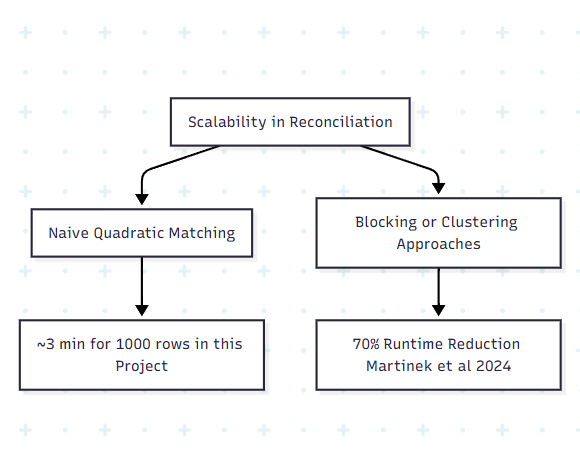 Scalability in Reconciliation
Naive Quadratic Matching
Blocking or Clustering
Approaches
~3 min for 1000 rows in this
Project
70% Runtime Reduction
Martinek et al 2024